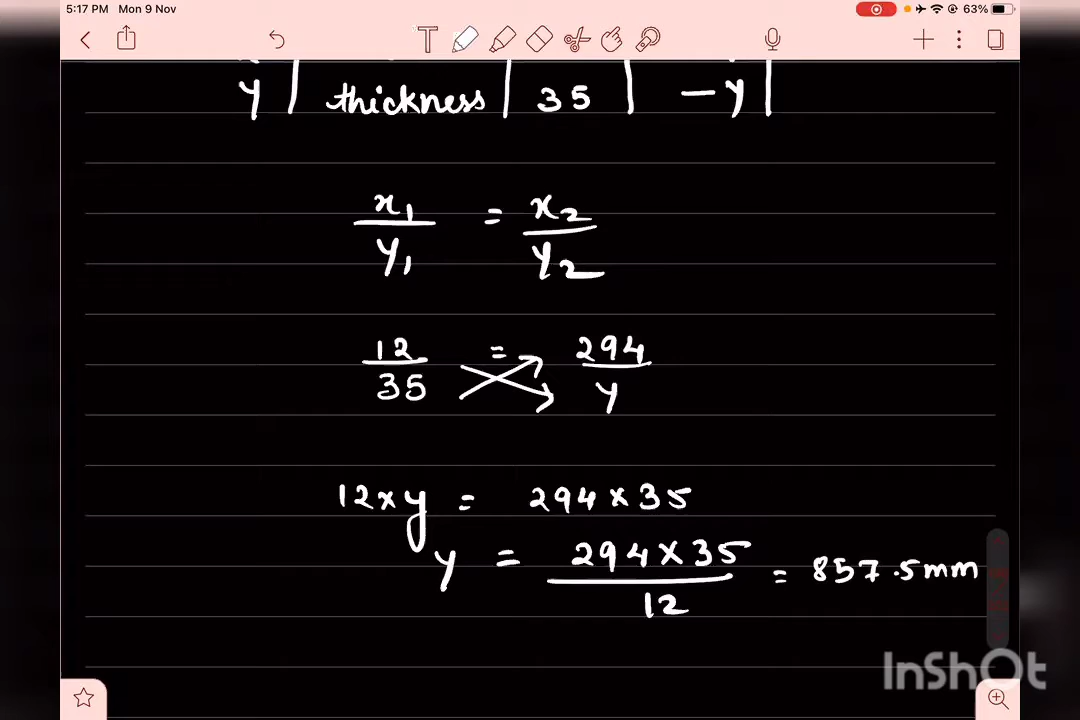 5:17 PM Mon 9 Nov 63%
T
y | thickness | 35 | - y |
x1 / y1 = x2 / y2
12 / 35 = 294 / y
12 × y = 294 × 35
y = 294 × 35 / 12 = 857.5mm
InShOt